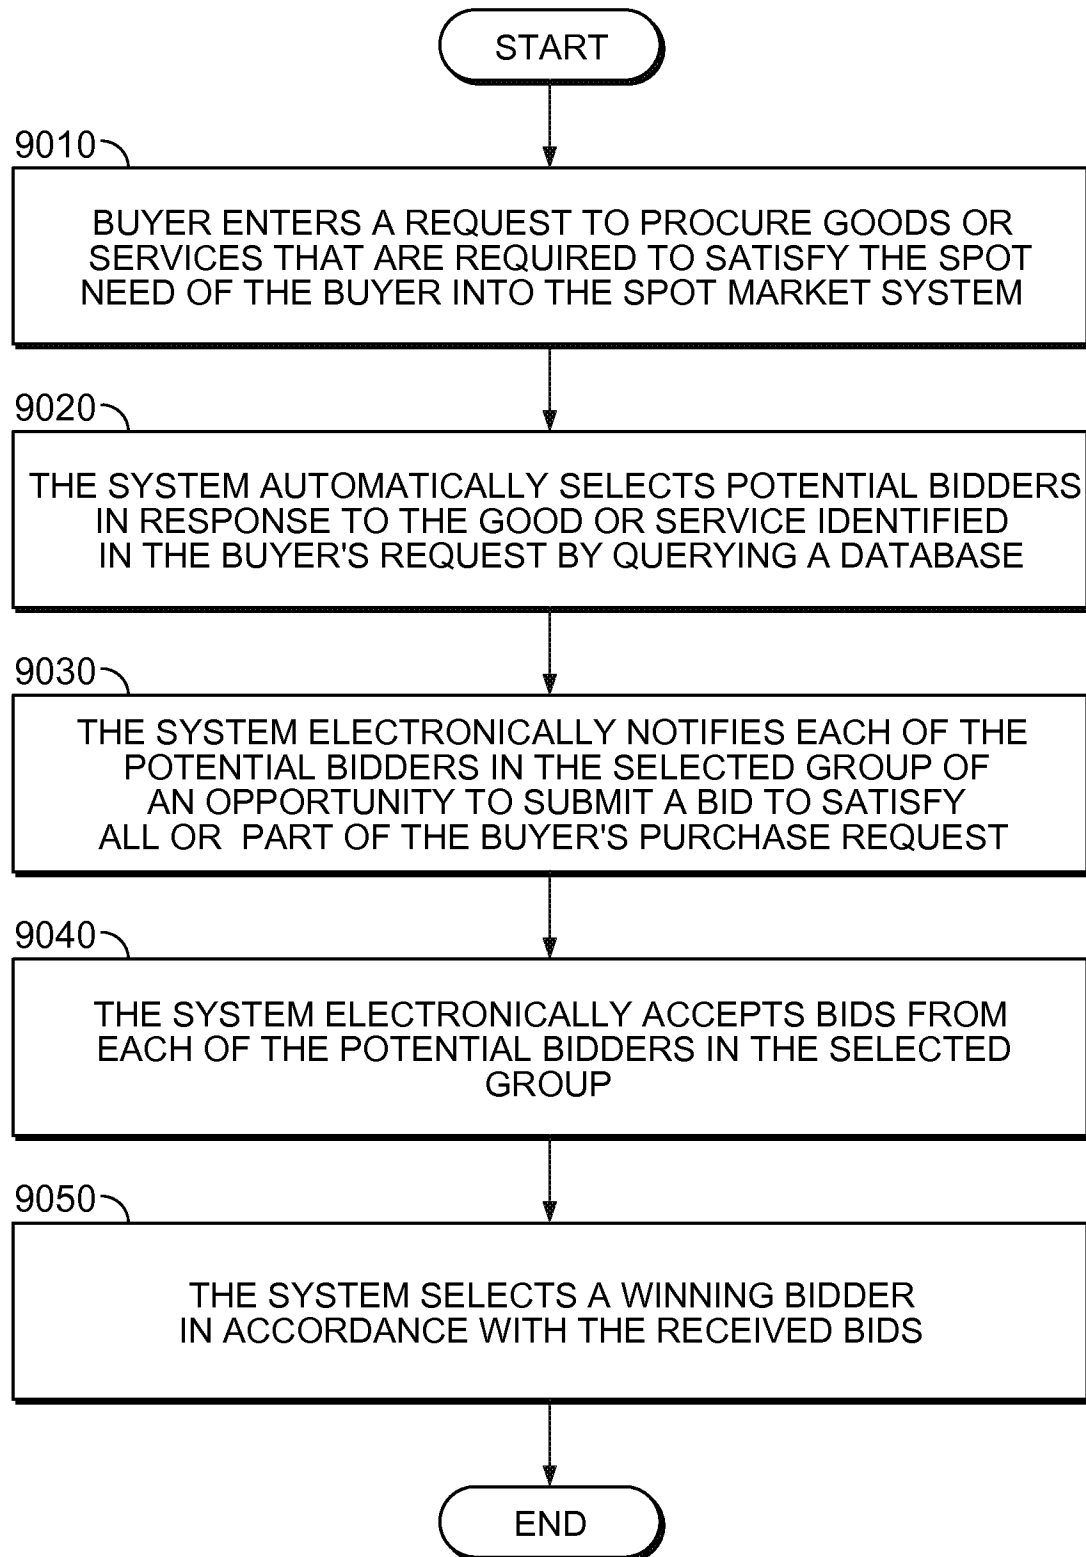 START
9010
BUYER ENTERS A REQUEST TO PROCURE GOODS OR
SERVICES THAT ARE REQUIRED TO SATISFY THE SPOT
NEED OF THE BUYER INTO THE SPOT MARKET SYSTEM
9020
THE SYSTEM AUTOMATICALLY SELECTS POTENTIAL BIDDERS
IN RESPONSE TO THE GOOD OR SERVICE IDENTIFIED
IN THE BUYER'S REQUEST BY QUERYING A DATABASE
9030
THE SYSTEM ELECTRONICALLY NOTIFIES EACH OF THE
POTENTIAL BIDDERS IN THE SELECTED GROUP OF
AN OPPORTUNITY TO SUBMIT A BID TO SATISFY
ALL OR PART OF THE BUYER'S PURCHASE REQUEST
9040
THE SYSTEM ELECTRONICALLY ACCEPTS BIDS FROM
EACH OF THE POTENTIAL BIDDERS IN THE SELECTED
GROUP
9050
THE SYSTEM SELECTS A WINNING BIDDER
IN ACCORDANCE WITH THE RECEIVED BIDS
END